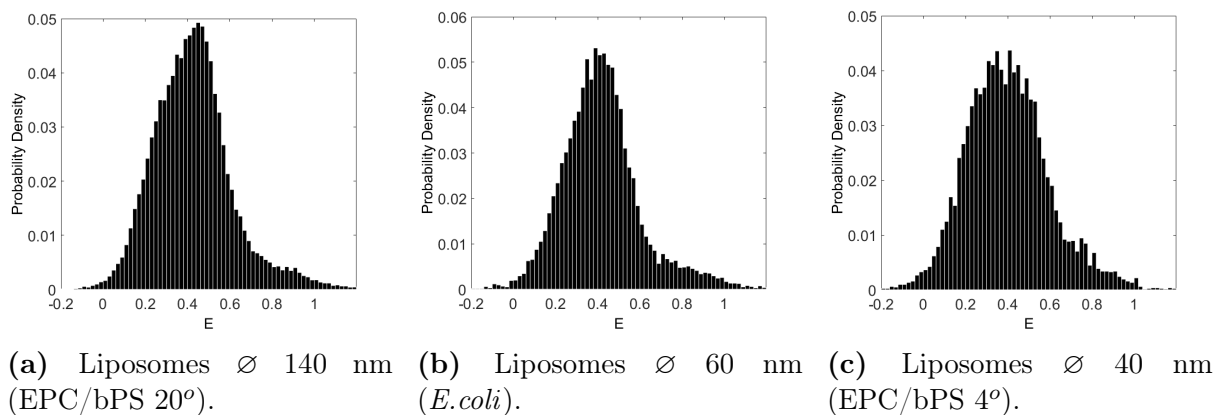 0.05
0.04
0.03
0.02
0.01
0
Probability Density
-0.2 0 0.2 0.4 0.6 0.8 1
E
0.06
0.05
0.04
0.03
0.02
0.01
0
Probability Density
-0.2 0 0.2 0.4 0.6 0.8 1
E
0.05
0.04
0.03
0.02
0.01
0
Probability Density
-0.2 0 0.2 0.4 0.6 0.8 1
E
(a) Liposomes ∅ 140 nm
(EPC/bPS 20°).
(b) Liposomes ∅ 60 nm
(E.coli).
(c) Liposomes ∅ 40 nm
(EPC/bPS 4°).